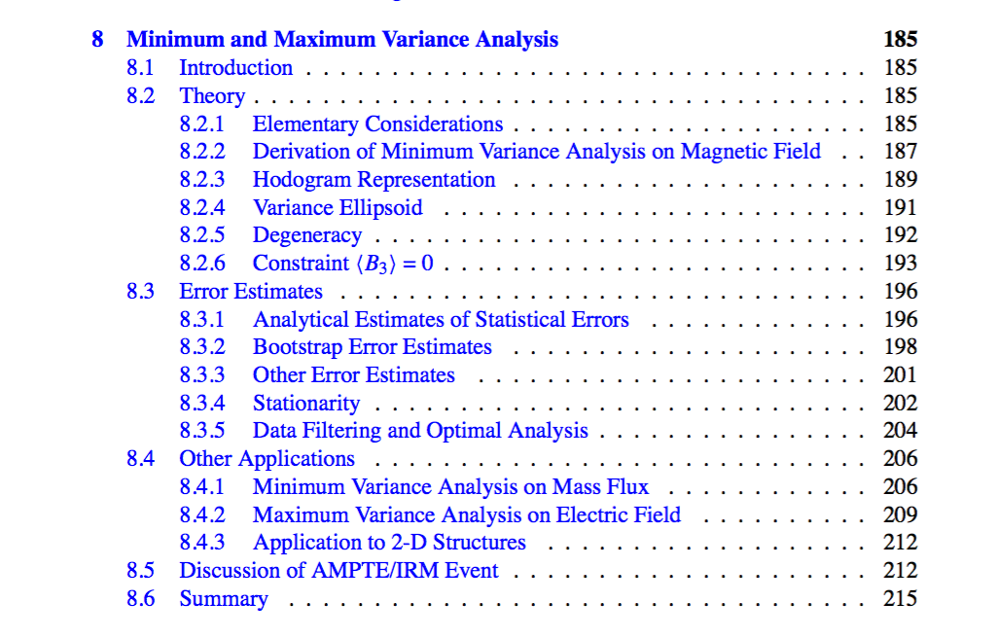 8 Minimum and Maximum Variance Analysis 185
8.1 Introduction . . . . . . . . . . . . . . . . . . . . . . . . . . . . . . . . . 185
8.2 Theory . . . . . . . . . . . . . . . . . . . . . . . . . . . . . . . . . . . . 185
8.2.1 Elementary Considerations . . . . . . . . . . . . . . . . . . . . . 185
8.2.2 Derivation of Minimum Variance Analysis on Magnetic Field . . 187
8.2.3 Hodogram Representation . . . . . . . . . . . . . . . . . . . . . 189
8.2.4 Variance Ellipsoid . . . . . . . . . . . . . . . . . . . . . . . . . 191
8.2.5 Degeneracy . . . . . . . . . . . . . . . . . . . . . . . . . . . . . 192
8.2.6 Constraint ⟨B₃⟩ = 0 . . . . . . . . . . . . . . . . . . . . . . . . . 193
8.3 Error Estimates . . . . . . . . . . . . . . . . . . . . . . . . . . . . . . . 196
8.3.1 Analytical Estimates of Statistical Errors . . . . . . . . . . . . . 196
8.3.2 Bootstrap Error Estimates . . . . . . . . . . . . . . . . . . . . . 198
8.3.3 Other Error Estimates . . . . . . . . . . . . . . . . . . . . . . . 201
8.3.4 Stationarity . . . . . . . . . . . . . . . . . . . . . . . . . . . . . 202
8.3.5 Data Filtering and Optimal Analysis . . . . . . . . . . . . . . . . 204
8.4 Other Applications . . . . . . . . . . . . . . . . . . . . . . . . . . . . . 206
8.4.1 Minimum Variance Analysis on Mass Flux . . . . . . . . . . . . 206
8.4.2 Maximum Variance Analysis on Electric Field . . . . . . . . . . 209
8.4.3 Application to 2-D Structures . . . . . . . . . . . . . . . . . . . 212
8.5 Discussion of AMPTE/IRM Event . . . . . . . . . . . . . . . . . . . . . 212
8.6 Summary . . . . . . . . . . . . . . . . . . . . . . . . . . . . . . . . . . 215